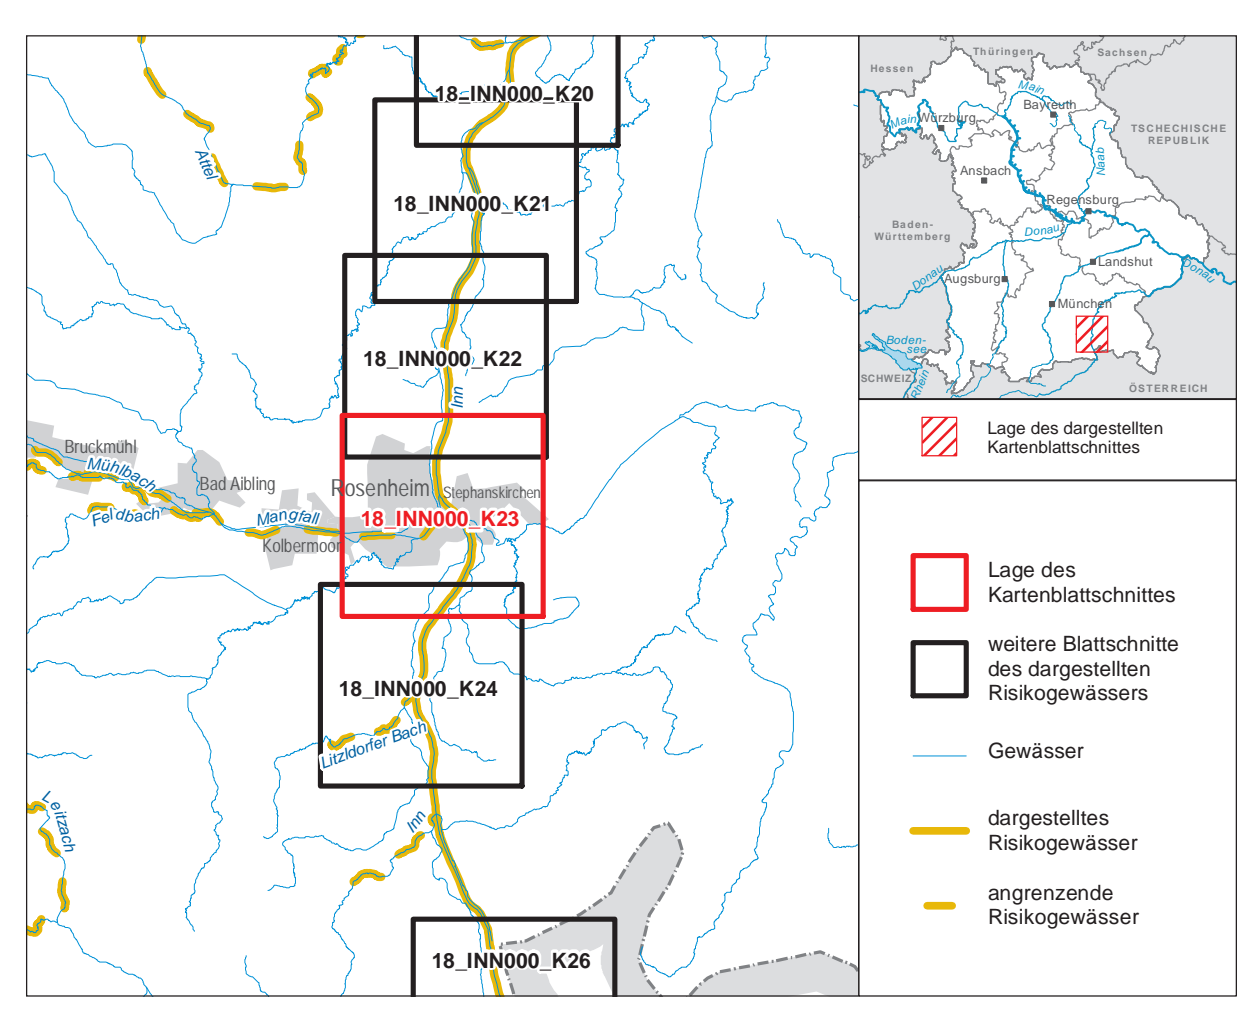 18_INN000_K20
Attel
18_INN000_K21
18_INN000_K22
Inn
Bruckmühl
Mühlbach
Bad Aibling
Rosenheim
Stephanskirchen
Feldbach
Mangfall
18_INN000_K23
Kolbermoor
18_INN000_K24
Litzldorfer Bach
Leitzach
Inn
18_INN000_K26
Thüringen
Sachsen
Hessen
Main
Bayreuth
Main
Würzburg
TSCHECHISCHE
REPUBLIK
Naab
Ansbach
Regensburg
Baden-
Württemberg
Donau
Landshut
Donau
Donau
Augsburg
München
Boden-
see
SCHWEIZ
Rhein
ÖSTERREICH
Lage des dargestellten
Kartenblattschnittes
Lage des
Kartenblattschnittes
weitere Blattschnitte
des dargestellten
Risikogewässers
Gewässer
dargestelltes
Risikogewässer
angrenzende
Risikogewässer